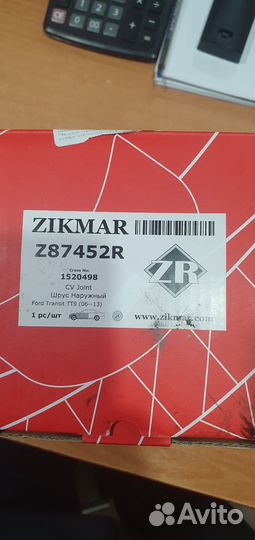 ZIKMAR
Z87452R
Cross No:
1520498
CV Joint
Шрус Наружный
Ford Transit TT9 (06--13)
1 pc/шт
ZR
www.zikmar.com
Avito